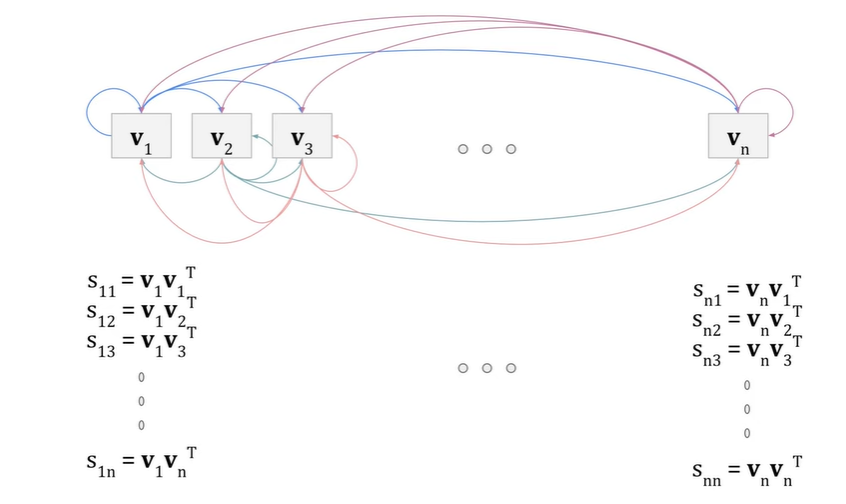 v₁ v₂ v₃ ○ ○ ○ vₙ
s₁₁ = v₁v₁ᵀ
s₁₂ = v₁v₂ᵀ
s₁₃ = v₁v₃ᵀ
○
○
○
s₁ₙ = v₁vₙᵀ
○ ○ ○
sₙ₁ = vₙv₁ᵀ
sₙ₂ = vₙv₂ᵀ
sₙ₃ = vₙv₃ᵀ
○
○
○
sₙₙ = vₙvₙᵀ